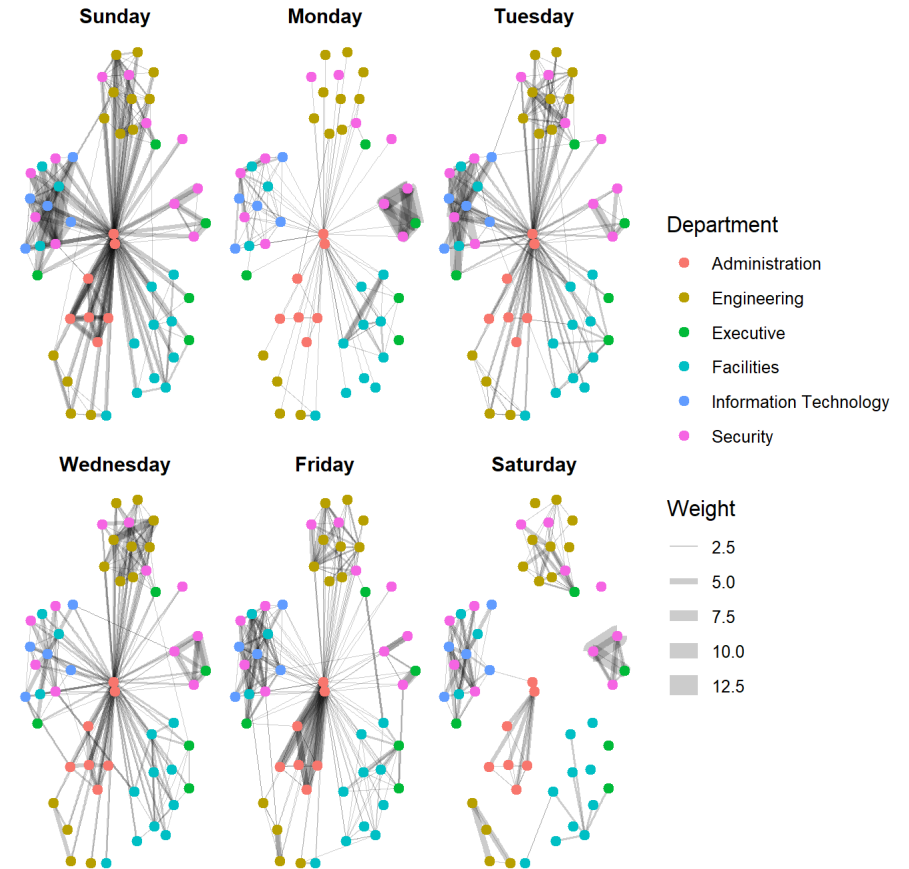 Sunday
Monday
Tuesday
Wednesday
Friday
Saturday
Department
Administration
Engineering
Executive
Facilities
Information Technology
Security
Weight
2.5
5.0
7.5
10.0
12.5